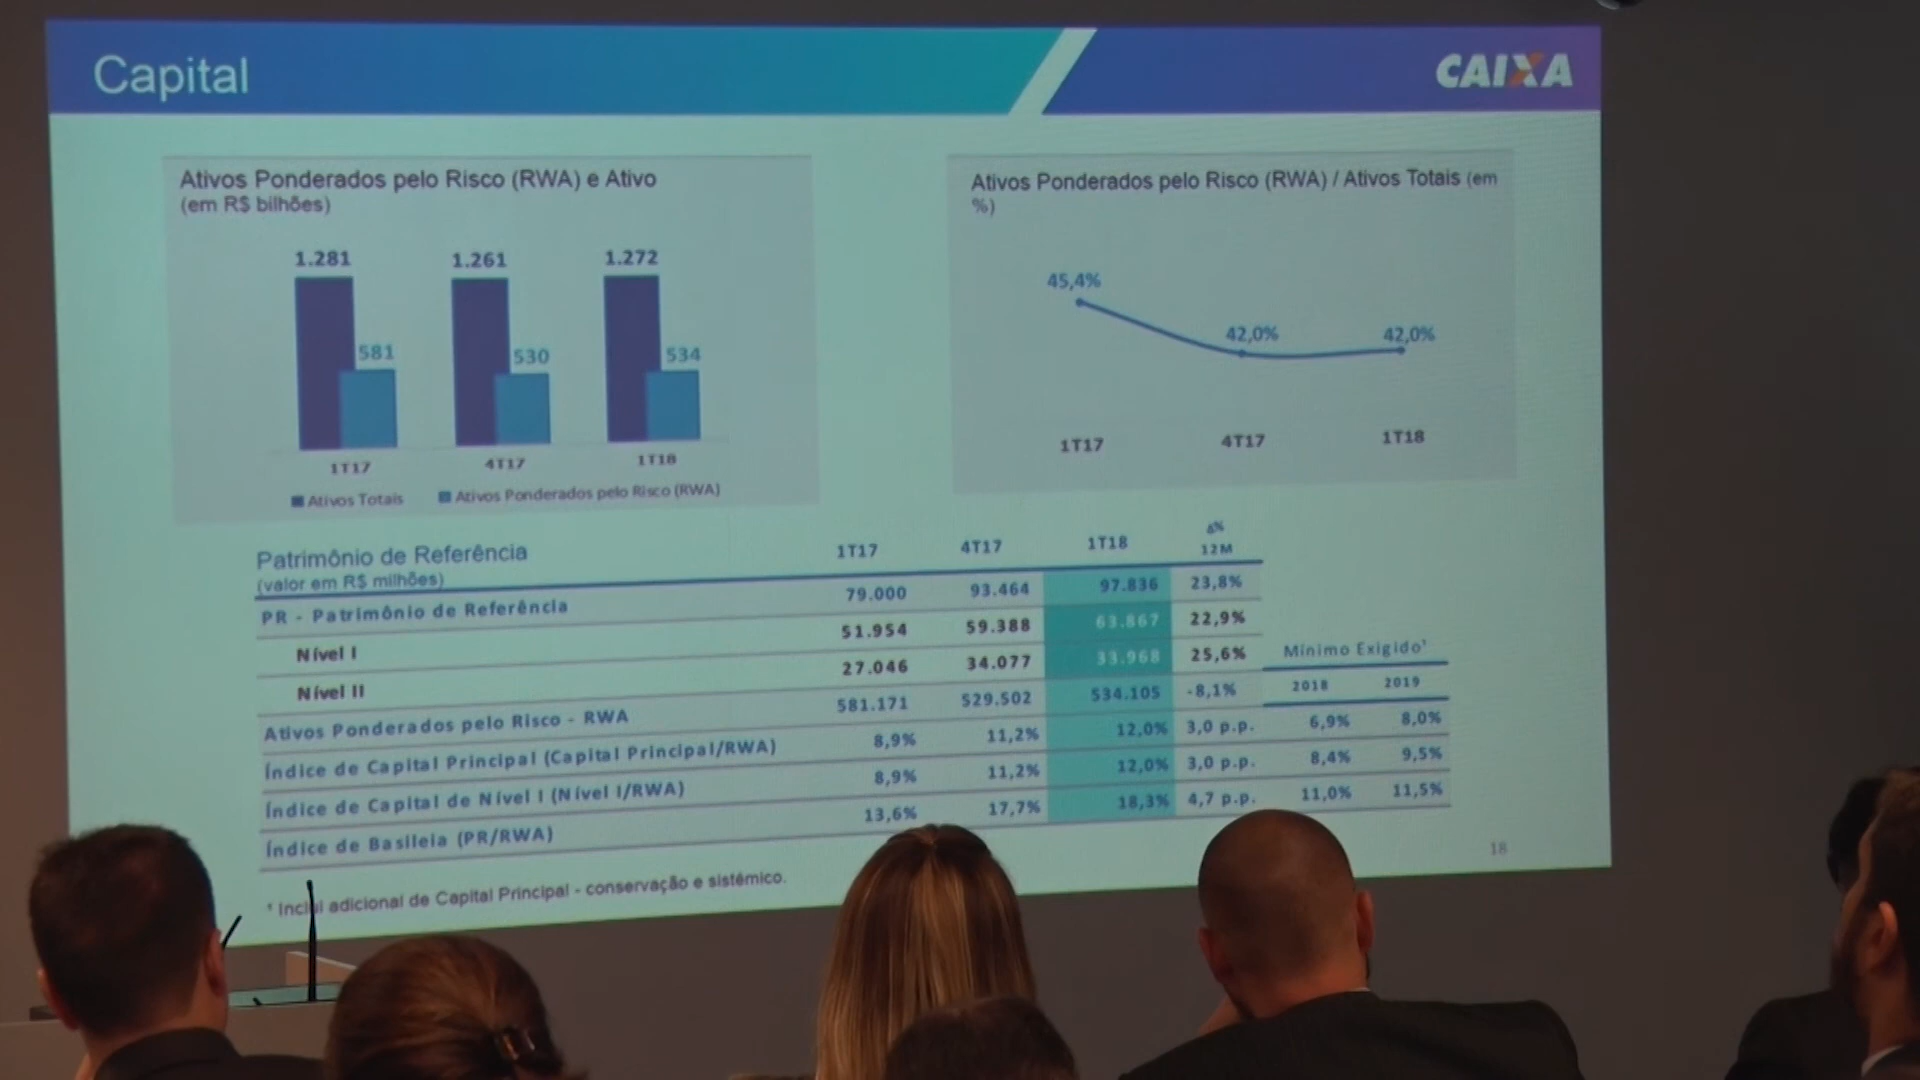 Capital
CAIXA
Ativos Ponderados pelo Risco (RWA) e Ativo
(em R$ bilhões)
1.281 1.261 1.272
581 530 534
1T17 4T17 1T18
Ativos Totais Ativos Ponderados pelo Risco (RWA)
Ativos Ponderados pelo Risco (RWA) / Ativos Totais (em
%)
45,4% 42,0% 42,0%
1T17 4T17 1T18
Patrimônio de Referência 1T17 4T17 1T18 Δ%
(valor em R$ milhões) 12M
PR - Patrimônio de Referência 79.000 93.464 97.836 23,8%
Nível I 51.954 59.388 63.867 22,9%
Nível II 27.046 34.077 33.968 25,6%
Mínimo Exigido¹
2018 2019
Ativos Ponderados pelo Risco - RWA 581.171 529.502 534.105 -8,1%
Índice de Capital Principal (Capital Principal/RWA) 8,9% 11,2% 12,0% 3,0 p.p. 6,9% 8,0%
Índice de Capital de Nível I (Nível I/RWA) 8,9% 11,2% 12,0% 3,0 p.p. 8,4% 9,5%
Índice de Basileia (PR/RWA) 13,6% 17,7% 18,3% 4,7 p.p. 11,0% 11,5%
¹ Inclui adicional de Capital Principal - conservação e sistêmico.
18